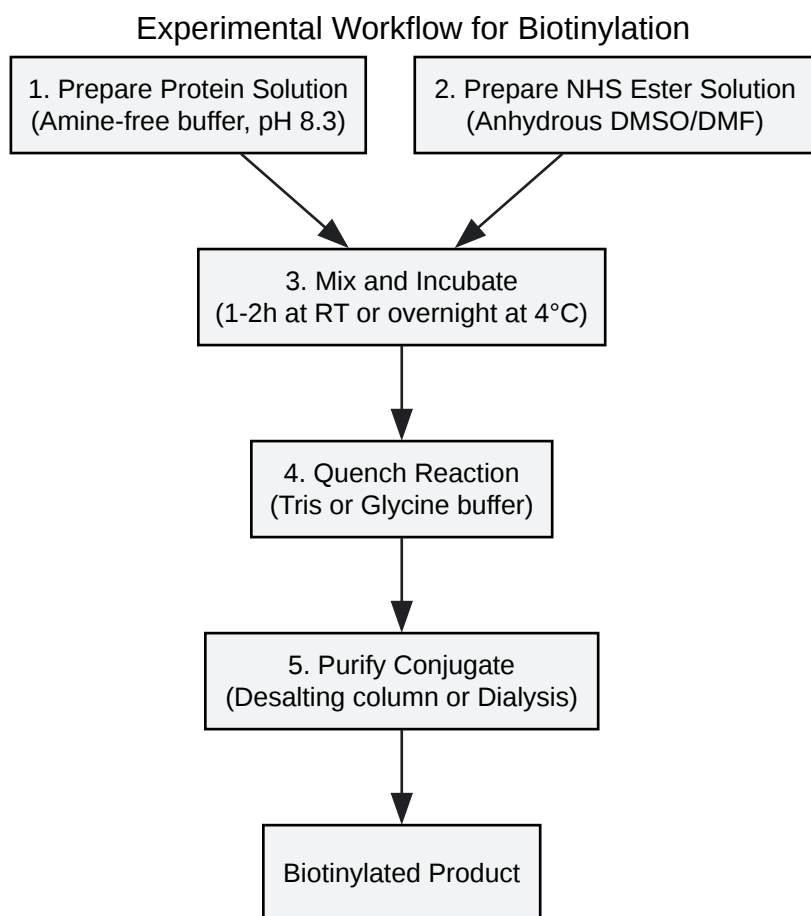 Experimental Workflow for Biotinylation
1. Prepare Protein Solution
(Amine-free buffer, pH 8.3)
2. Prepare NHS Ester Solution
(Anhydrous DMSO/DMF)
3. Mix and Incubate
(1-2h at RT or overnight at 4°C)
4. Quench Reaction
(Tris or Glycine buffer)
5. Purify Conjugate
(Desalting column or Dialysis)
Biotinylated Product